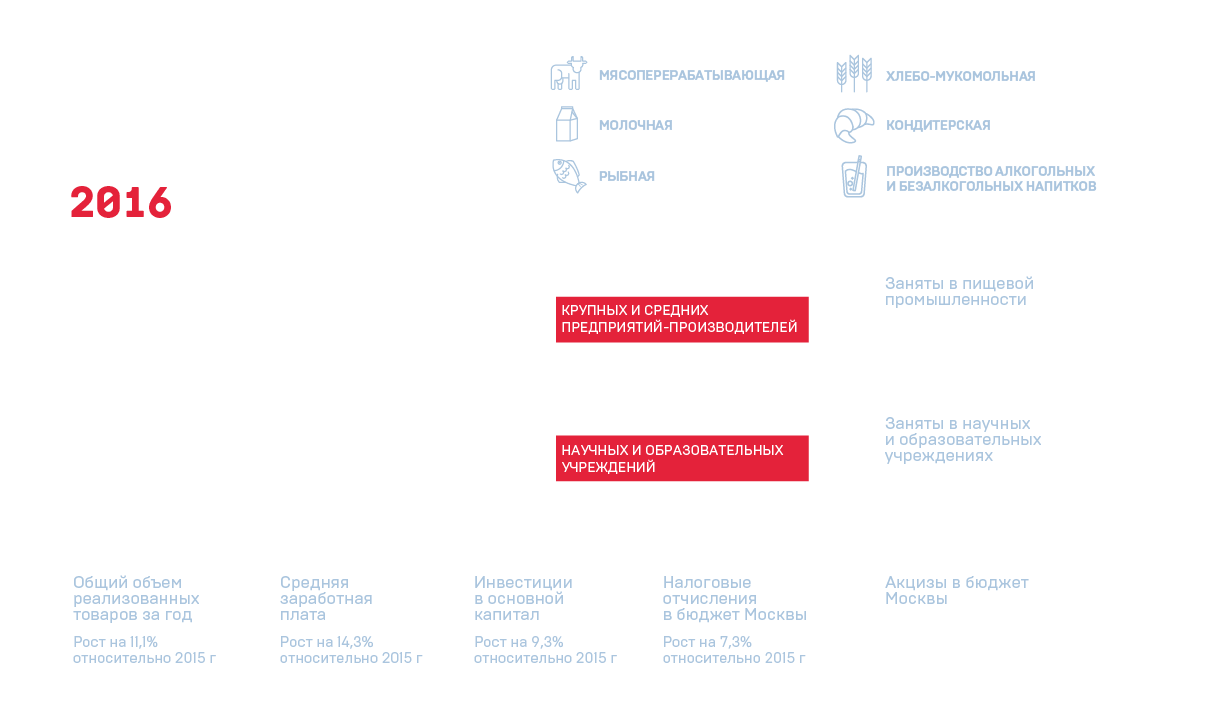 МЯСОПЕРЕРАБАТЫВАЮЩАЯ
ХЛЕБО-МУКОМОЛЬНАЯ
МОЛОЧНАЯ
КОНДИТЕРСКАЯ
РЫБНАЯ
ПРОИЗВОДСТВО АЛКОГОЛЬНЫХ
И БЕЗАЛКОГОЛЬНЫХ НАПИТКОВ
2016
КРУПНЫХ И СРЕДНИХ
ПРЕДПРИЯТИЙ-ПРОИЗВОДИТЕЛЕЙ
Заняты в пищевой
промышленности
НАУЧНЫХ И ОБРАЗОВАТЕЛЬНЫХ
УЧРЕЖДЕНИЙ
Заняты в научных
и образовательных
учреждениях
Общий объем
реализованных
товаров за год
Рост на 11,1%
относительно 2015 г
Средняя
заработная
плата
Рост на 14,3%
относительно 2015 г
Инвестиции
в основной
капитал
Рост на 9,3%
относительно 2015 г
Налоговые
отчисления
в бюджет Москвы
Рост на 7,3%
относительно 2015 г
Акцизы в бюджет
Москвы